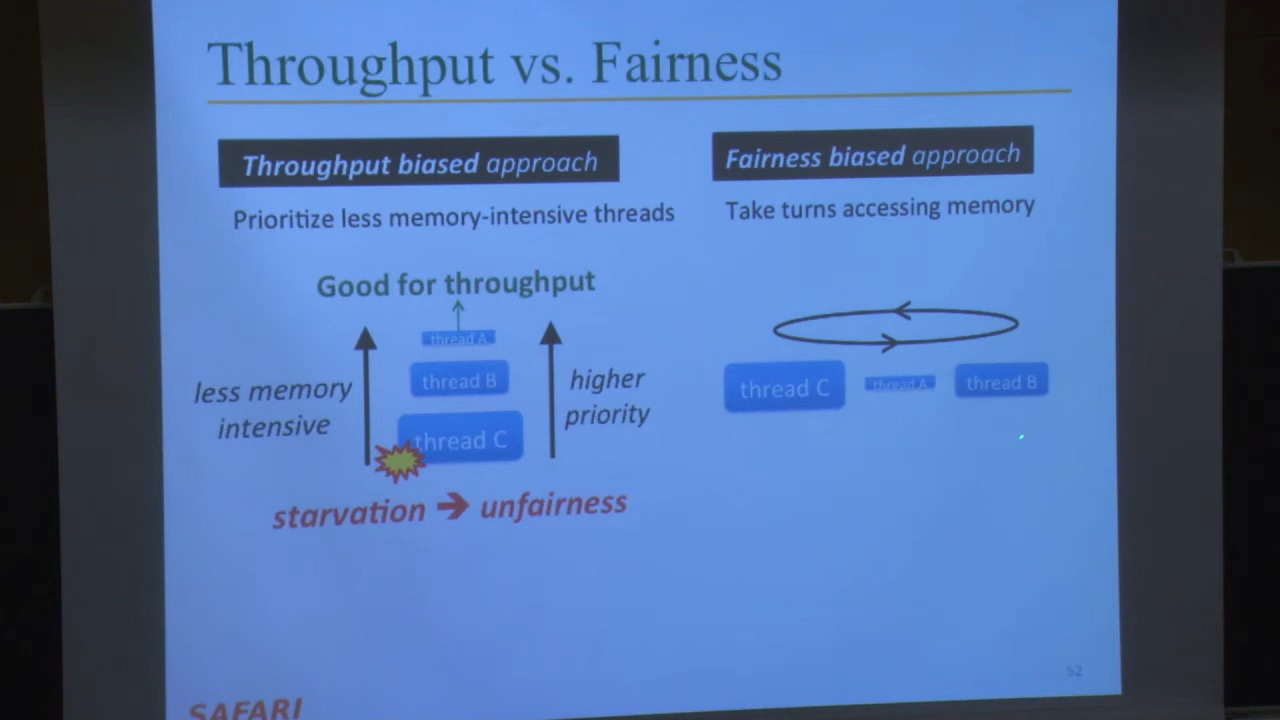 Throughput vs. Fairness
Throughput biased approach
Prioritize less memory-intensive threads
Good for throughput
thread A
thread B
thread C
less memory
intensive
higher
priority
starvation ➔ unfairness
Fairness biased approach
Take turns accessing memory
thread C
thread A
thread B
52
SAFARI